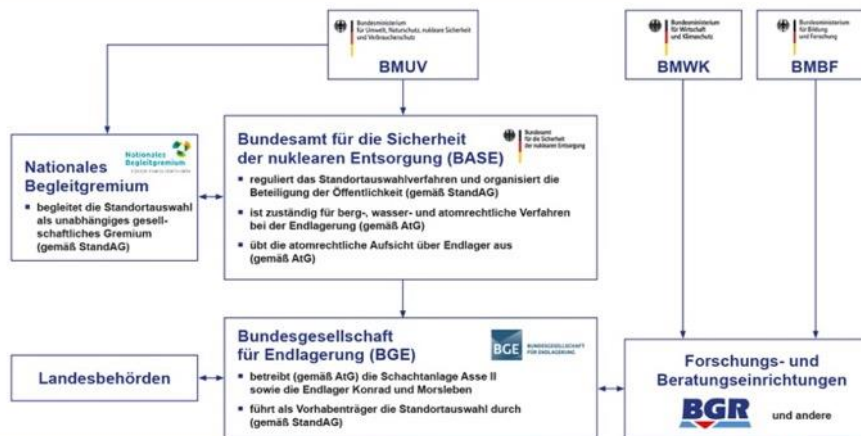 Bundesministerium
für Umwelt, Naturschutz, nukleare Sicherheit
und Verbraucherschutz
BMUV
Bundesministerium
für Wirtschaft
und Klimaschutz
BMWK
Bundesministerium
für Bildung
und Forschung
BMBF
Nationales
Begleitgremium
Nationales
Begleitgremium
▪ begleitet die Standortauswahl
als unabhängiges gesell-
schaftliches Gremium
(gemäß StandAG)
Bundesamt für die Sicherheit
der nuklearen Entsorgung (BASE)
Bundesamt
für die Sicherheit
der nuklearen Entsorgung
▪ reguliert das Standortauswahlverfahren und organisiert die
Beteiligung der Öffentlichkeit (gemäß StandAG)
▪ ist zuständig für berg-, wasser- und atomrechtliche Verfahren
bei der Endlagerung (gemäß AtG)
▪ übt die atomrechtliche Aufsicht über Endlager aus
(gemäß AtG)
Landesbehörden
Bundesgesellschaft
für Endlagerung (BGE)
BGE
BUNDESGESELLSCHAFT
FÜR ENDLAGERUNG
▪ betreibt (gemäß AtG) die Schachtanlage Asse II
sowie die Endlager Konrad und Morsleben
▪ führt als Vorhabenträger die Standortauswahl durch
(gemäß StandAG)
Forschungs- und
Beratungseinrichtungen
BGR und andere